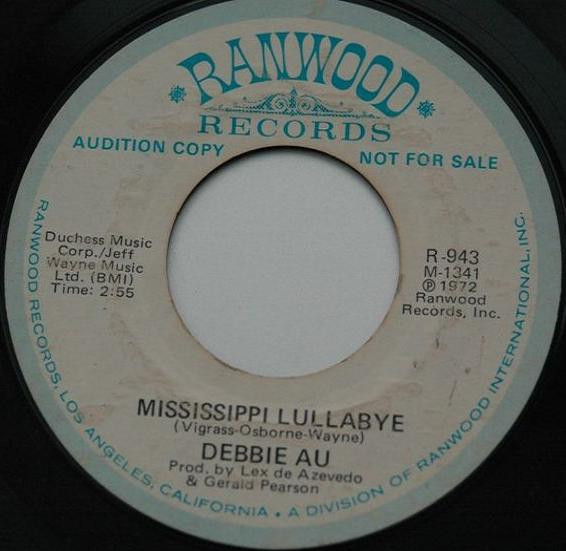 RANWOOD
RECORDS
AUDITION COPY
NOT FOR SALE
Duchess Music
Corp./Jeff
Wayne Music
Ltd. (BMI)
Time: 2:55
R-943
M-1341
℗ 1972
Ranwood
Records, Inc.
MISSISSIPPI LULLABYE
(Vigrass-Osborne-Wayne)
DEBBIE AU
Prod. by Lex de Azevedo
& Gerald Pearson
RANWOOD RECORDS, LOS ANGELES, CALIFORNIA • A DIVISION OF RANWOOD INTERNATIONAL, INC.